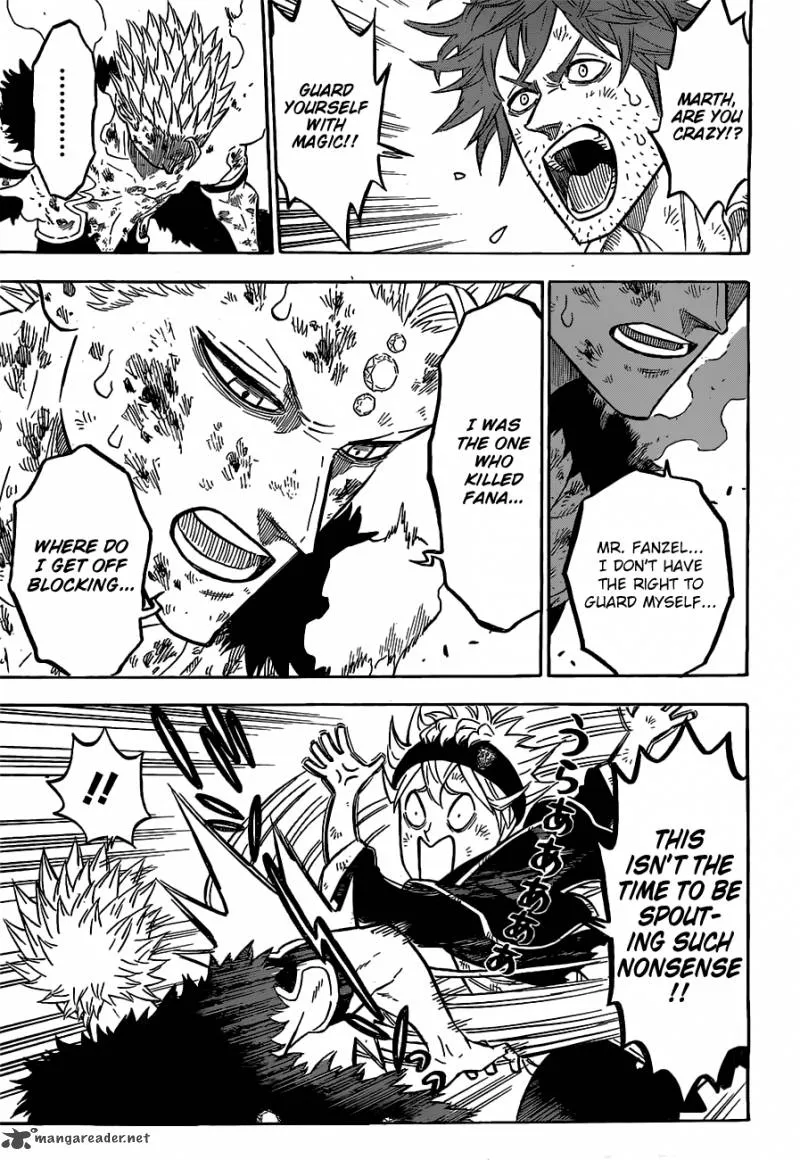 MARTH,
ARE YOU
CRAZY!?
GUARD
YOURSELF
WITH
MAGIC!!
.........
MR. FANZEL...
I DON'T HAVE
THE RIGHT TO
GUARD MYSELF...
I WAS
THE ONE
WHO
KILLED
FANA...
WHERE DO
I GET OFF
BLOCKING...
THIS
ISN'T THE
TIME TO BE
SPOUT-
ING SUCH
NONSENSE
!!
うらあああああ
!!
mangareader.net